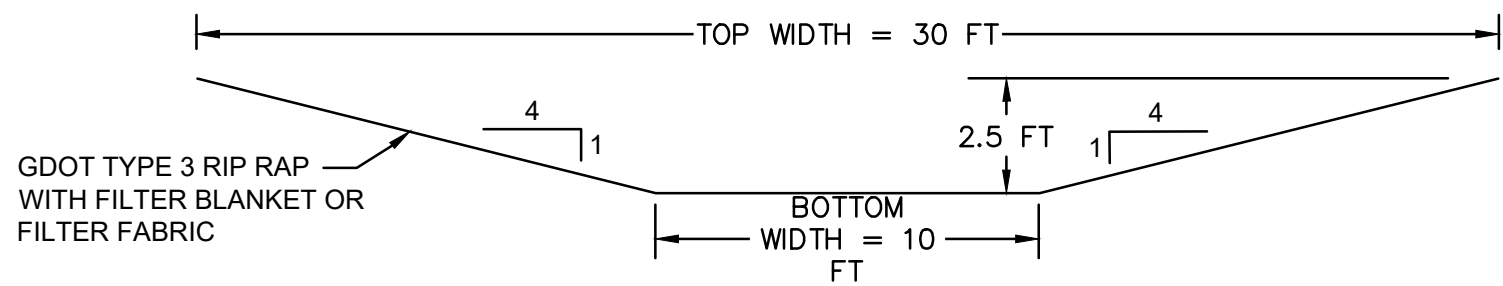 TOP WIDTH = 30 FT
4
1
2.5 FT
4
1
GDOT TYPE 3 RIP RAP
WITH FILTER BLANKET OR
FILTER FABRIC
BOTTOM
WIDTH = 10
FT